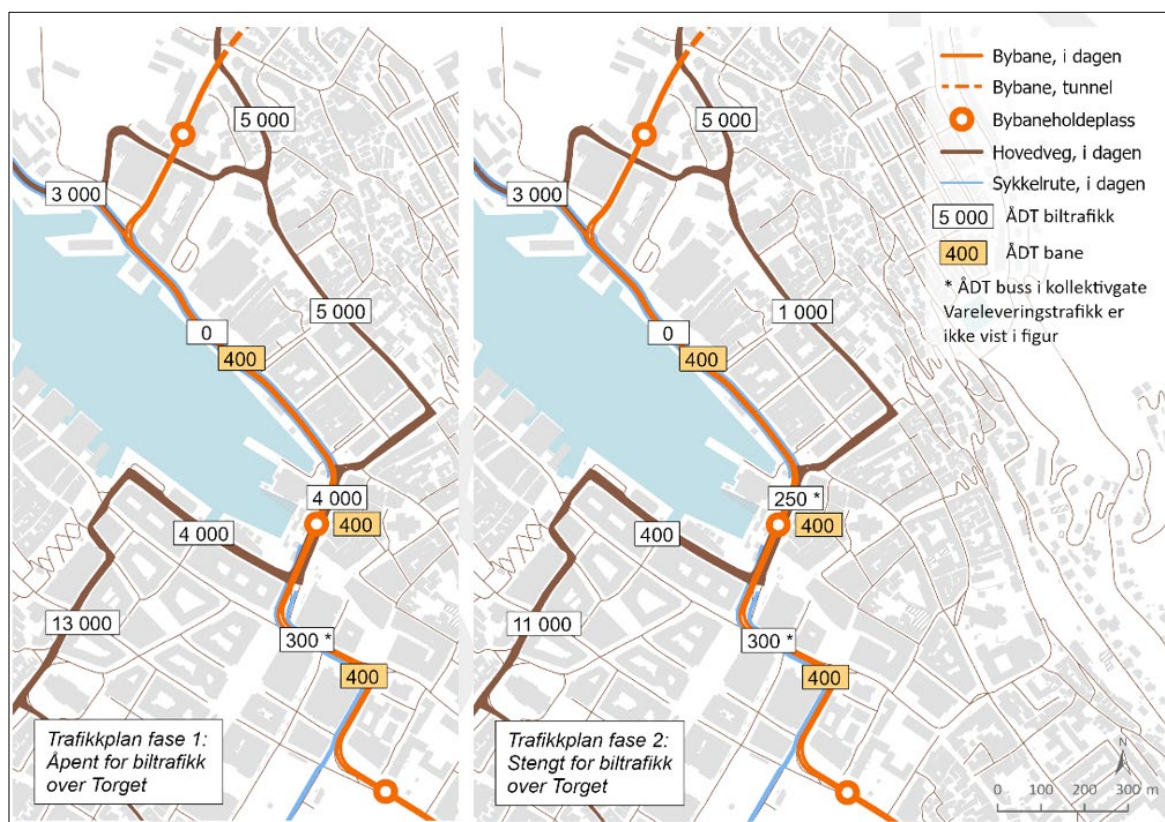 5 000
3 000
0
400
5 000
4 000
400
4 000
13 000
300 *
400
Trafikkplan fase 1:
Åpent for biltrafikk
over Torget
5 000
3 000
0
400
1 000
250 *
400
400
11 000
300 *
400
Trafikkplan fase 2:
Stengt for biltrafikk
over Torget
Bybane, i dagen
Bybane, tunnel
Bybaneholdeplass
Hovedveg, i dagen
Sykkelrute, i dagen
5 000 ÅDT biltrafikk
400 ÅDT bane
* ÅDT buss i kollektivgate
Vareleveringstrafikk er
ikke vist i figur
N
0 100 200 300 m